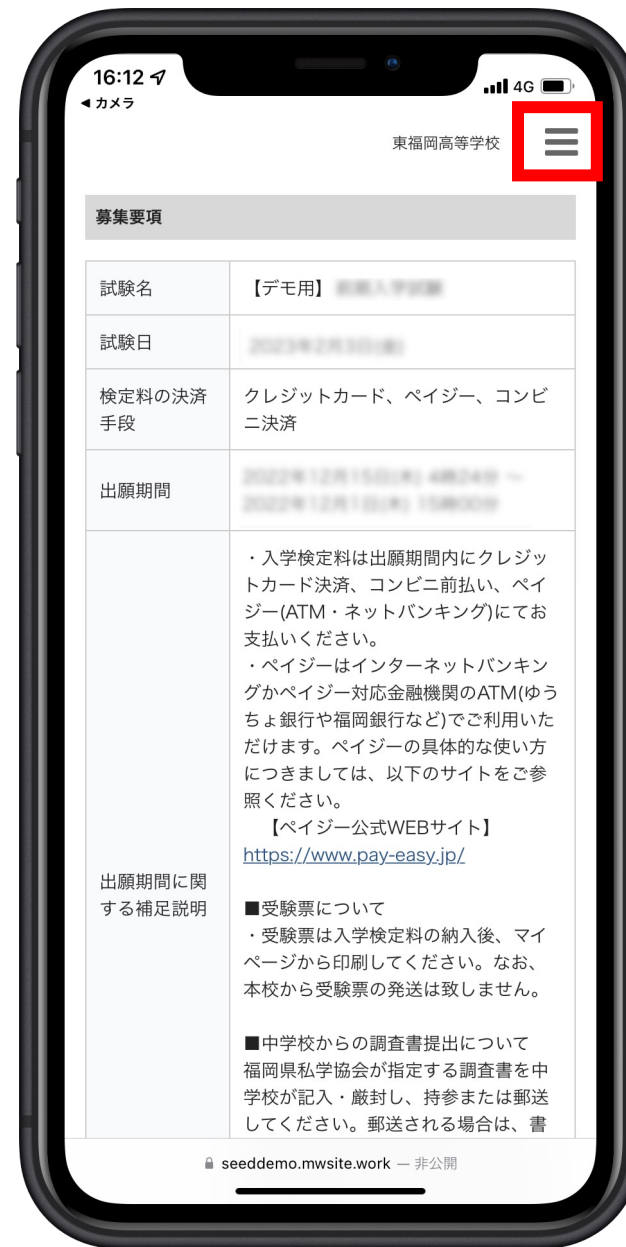 16:12
4G
◀ カメラ
東福岡高等学校
募集要項
試験名
【デモ用】
試験日
検定料の決済
手段
クレジットカード、ペイジー、コンビ
ニ決済
出願期間
出願期間に関
する補足説明
・入学検定料は出願期間内にクレジッ
トカード決済、コンビニ前払い、ペイ
ジー(ATM・ネットバンキング)にてお
支払いください。
・ペイジーはインターネットバンキン
グかペイジー対応金融機関のATM(ゆう
ちょ銀行や福岡銀行など)でご利用いた
だけます。ペイジーの具体的な使い方
につきましては、以下のサイトをご参
照ください。
【ペイジー公式WEBサイト】
https://www.pay-easy.jp/
■受験票について
・受験票は入学検定料の納入後、マイ
ページから印刷してください。なお、
本校から受験票の発送は致しません。
■中学校からの調査書提出について
福岡県私学協会が指定する調査書を中
学校が記入・厳封し、持参または郵送
してください。郵送される場合は、書
seeddemo.mwsite.work — 非公開